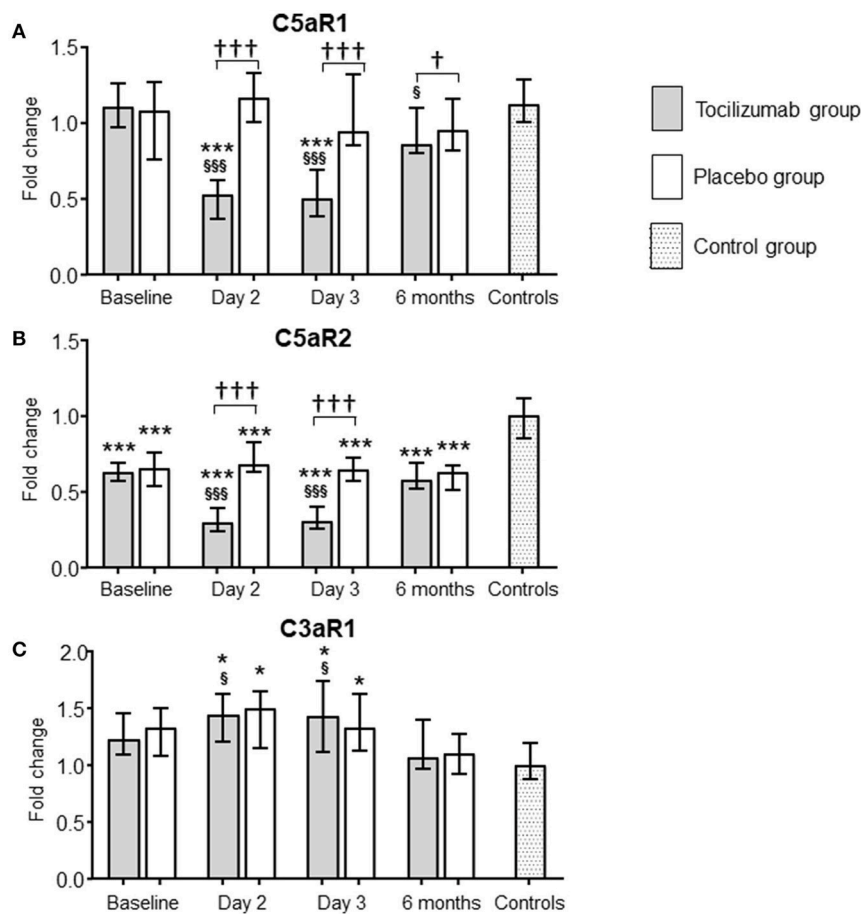 A
C5aR1
1.5
1.0
0.5
0.0
Fold change
†††
†††
†
***
§§§
***
§§§
§
Baseline
Day 2
Day 3
6 months
Controls
Tocilizumab group
Placebo group
Control group
B
C5aR2
1.5
1.0
0.5
0.0
Fold change
†††
†††
***
***
***
§§§
***
***
§§§
***
***
***
Baseline
Day 2
Day 3
6 months
Controls
C
C3aR1
2.0
1.5
1.0
0.5
0.0
Fold change
*
§
*
*
§
*
Baseline
Day 2
Day 3
6 months
Controls